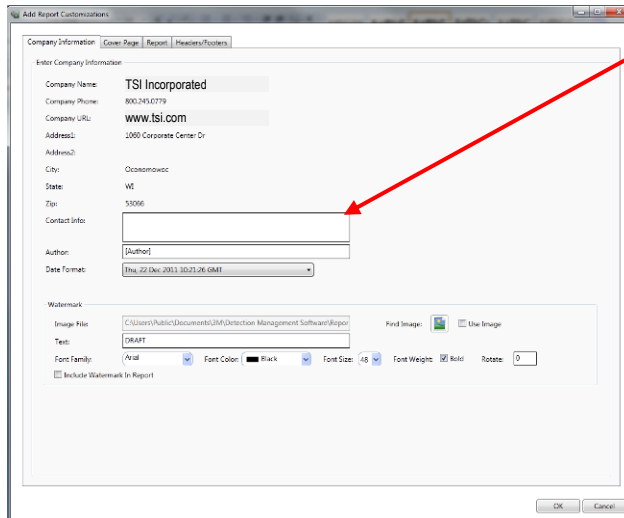 Add Report Customizations
Company Information Cover Page Report Headers/Footers
Enter Company Information
Company Name: TSI Incorporated
Company Phone: 800.245.0779
Company URL: www.tsi.com
Address1: 1060 Corporate Center Dr
Address2:
City: Oconomowoc
State: WI
Zip: 53066
Contact Info:
Author: [Author]
Date Format: Thu, 22 Dec 2011 10:21:26 GMT
Watermark
Image File: C:\Users\Public\Documents\3M\Detection Management Software\Repor Find Image: Use Image
Text: DRAFT
Font Family: Arial Font Color: Black Font Size: 48 Font Weight: Bold Rotate: 0
Include Watermark In Report
OK Cancel